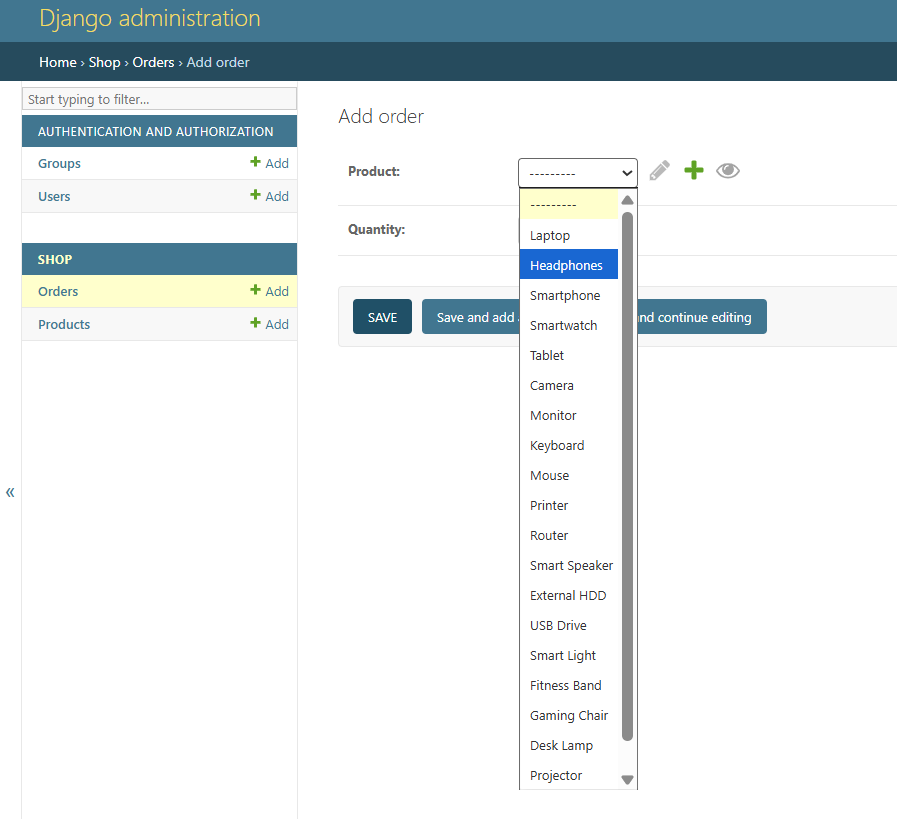 Django administration
Home › Shop › Orders › Add order
Start typing to filter...
AUTHENTICATION AND AUTHORIZATION
Groups + Add
Users + Add
SHOP
Orders + Add
Products + Add
«
Add order
Product: ---------
Quantity:
SAVE Save and add nd continue editing
---------
Laptop
Headphones
Smartphone
Smartwatch
Tablet
Camera
Monitor
Keyboard
Mouse
Printer
Router
Smart Speaker
External HDD
USB Drive
Smart Light
Fitness Band
Gaming Chair
Desk Lamp
Projector